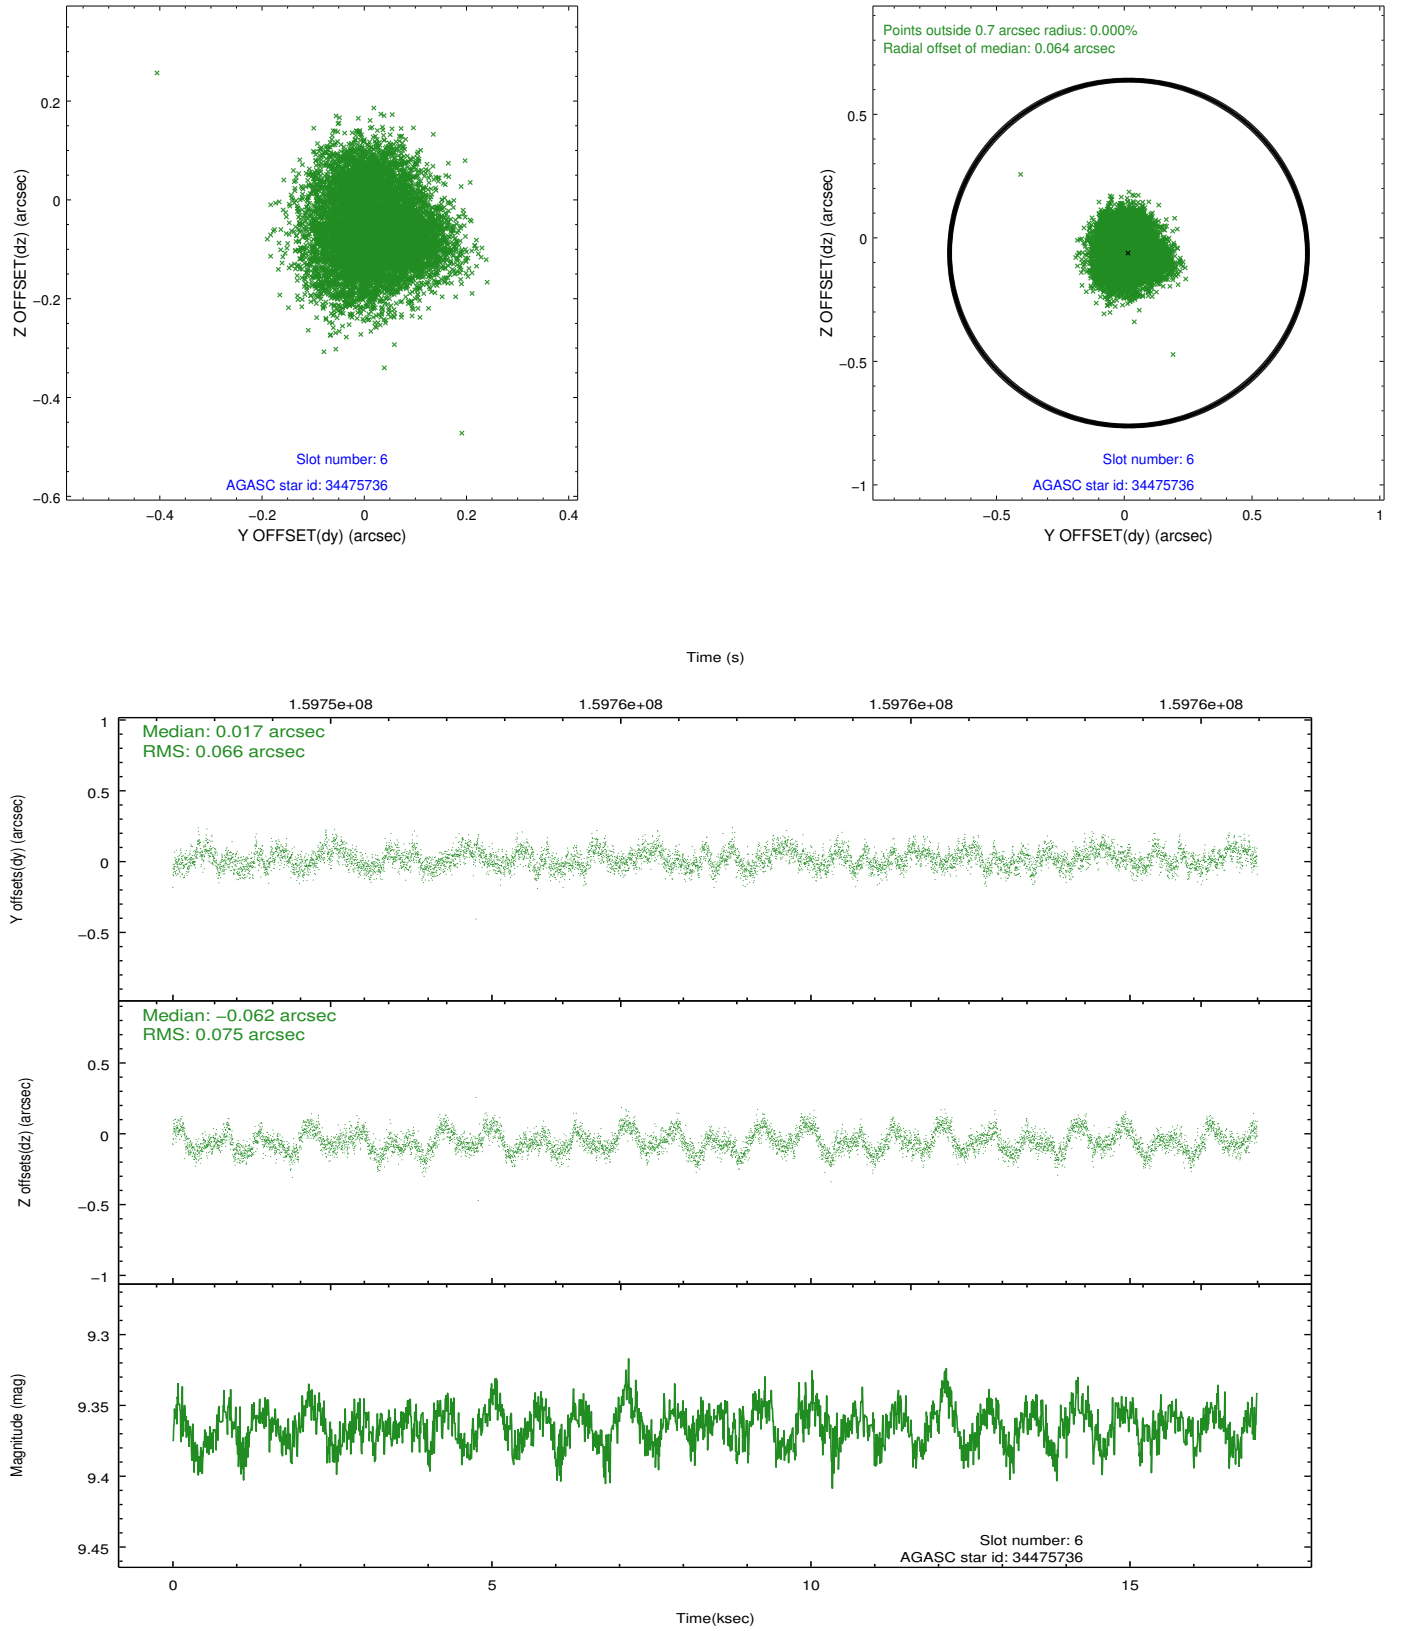 0.2
0
−0.2
−0.4
−0.6
Z OFFSET(dz) (arcsec)
Slot number: 6
AGASC star id: 34475736
−0.4
−0.2
0
0.2
0.4
Y OFFSET(dy) (arcsec)
Points outside 0.7 arcsec radius: 0.000%
Radial offset of median: 0.064 arcsec
0.5
0
−0.5
−1
Z OFFSET(dz) (arcsec)
Slot number: 6
AGASC star id: 34475736
−0.5
0
0.5
1
Y OFFSET(dy) (arcsec)
Time (s)
1.5975e+08
1.5976e+08
1.5976e+08
1.5976e+08
Median: 0.017 arcsec
RMS: 0.066 arcsec
1
0.5
0
−0.5
Y offsets(dy) (arcsec)
Median: −0.062 arcsec
RMS: 0.075 arcsec
0.5
0
−0.5
−1
Z offsets(dz) (arcsec)
9.3
9.35
9.4
9.45
Magnitude (mag)
Slot number: 6
AGASC star id: 34475736
0
5
10
15
Time(ksec)